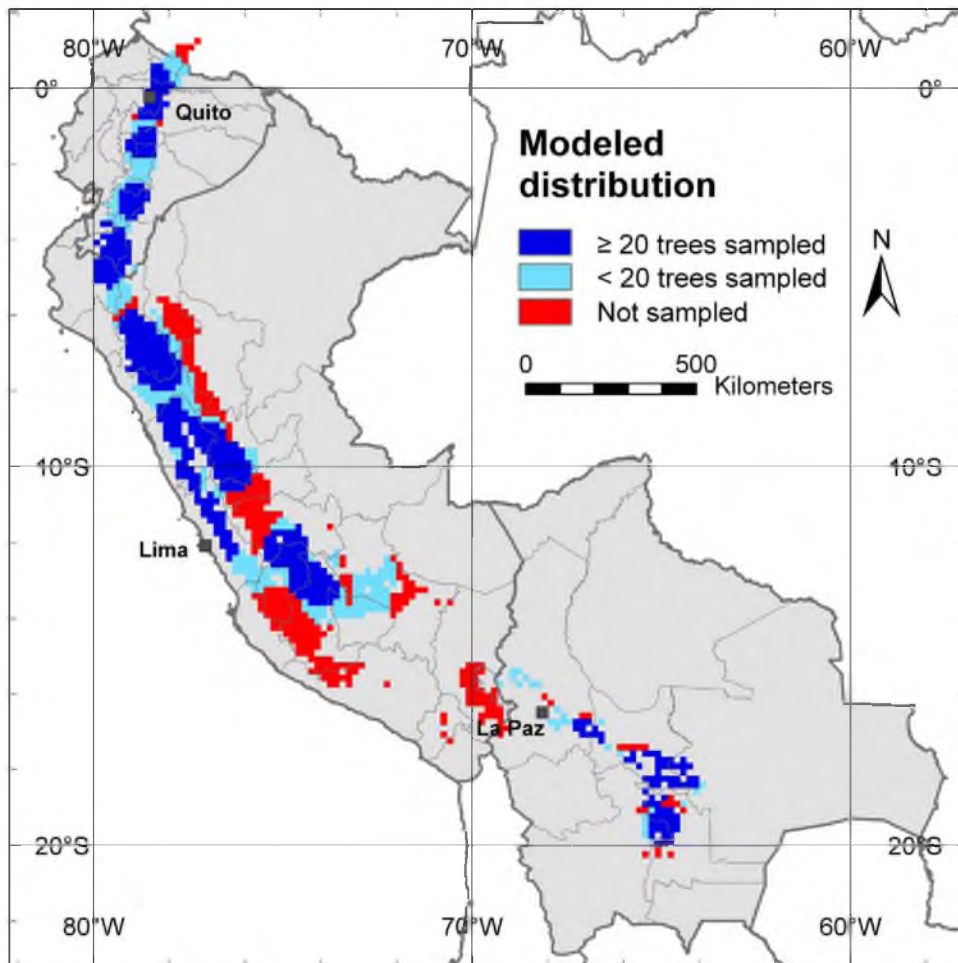 80°W 70°W 60°W
0°
Quito
Modeled
distribution
≥ 20 trees sampled
< 20 trees sampled
Not sampled
N
0 500
Kilometers
10°S 10°S
Lima
La Paz
20°S 20°S
80°W 70°W 60°W